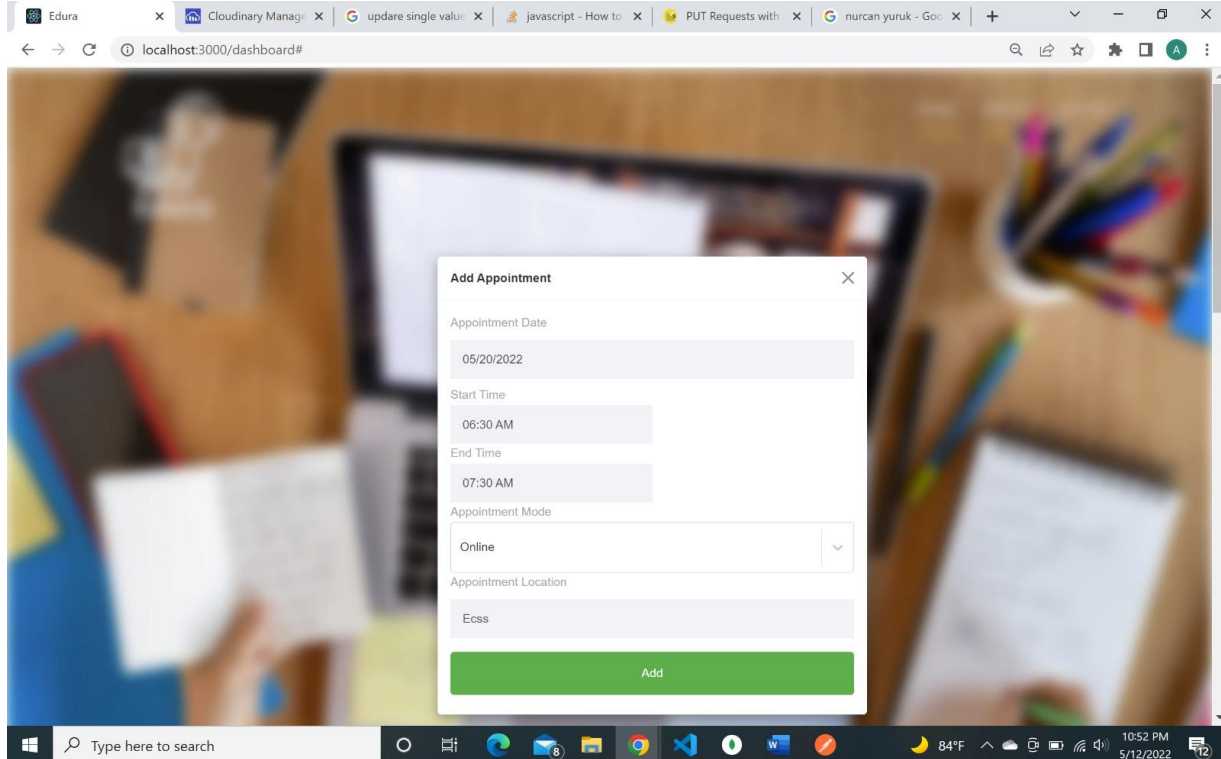 Edura
Cloudinary Manage
updare single value
javascript - How to
PUT Requests with
nurcan yuruk - Goo
localhost:3000/dashboard#
A
Add Appointment
Appointment Date
05/20/2022
Start Time
06:30 AM
End Time
07:30 AM
Appointment Mode
Online
Appointment Location
Ecss
Add
Type here to search
8
84°F
10:52 PM
5/12/2022
12